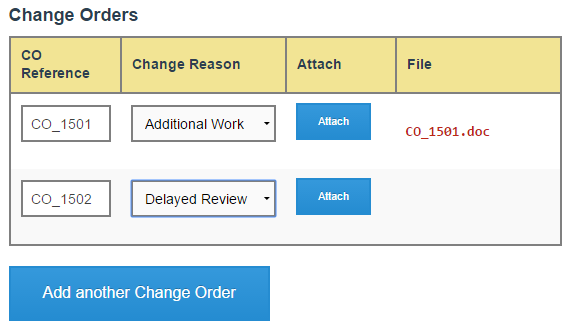 Change Orders
CO Reference Change Reason Attach File
CO_1501 Additional Work Attach CO_1501.doc
CO_1502 Delayed Review Attach
Add another Change Order